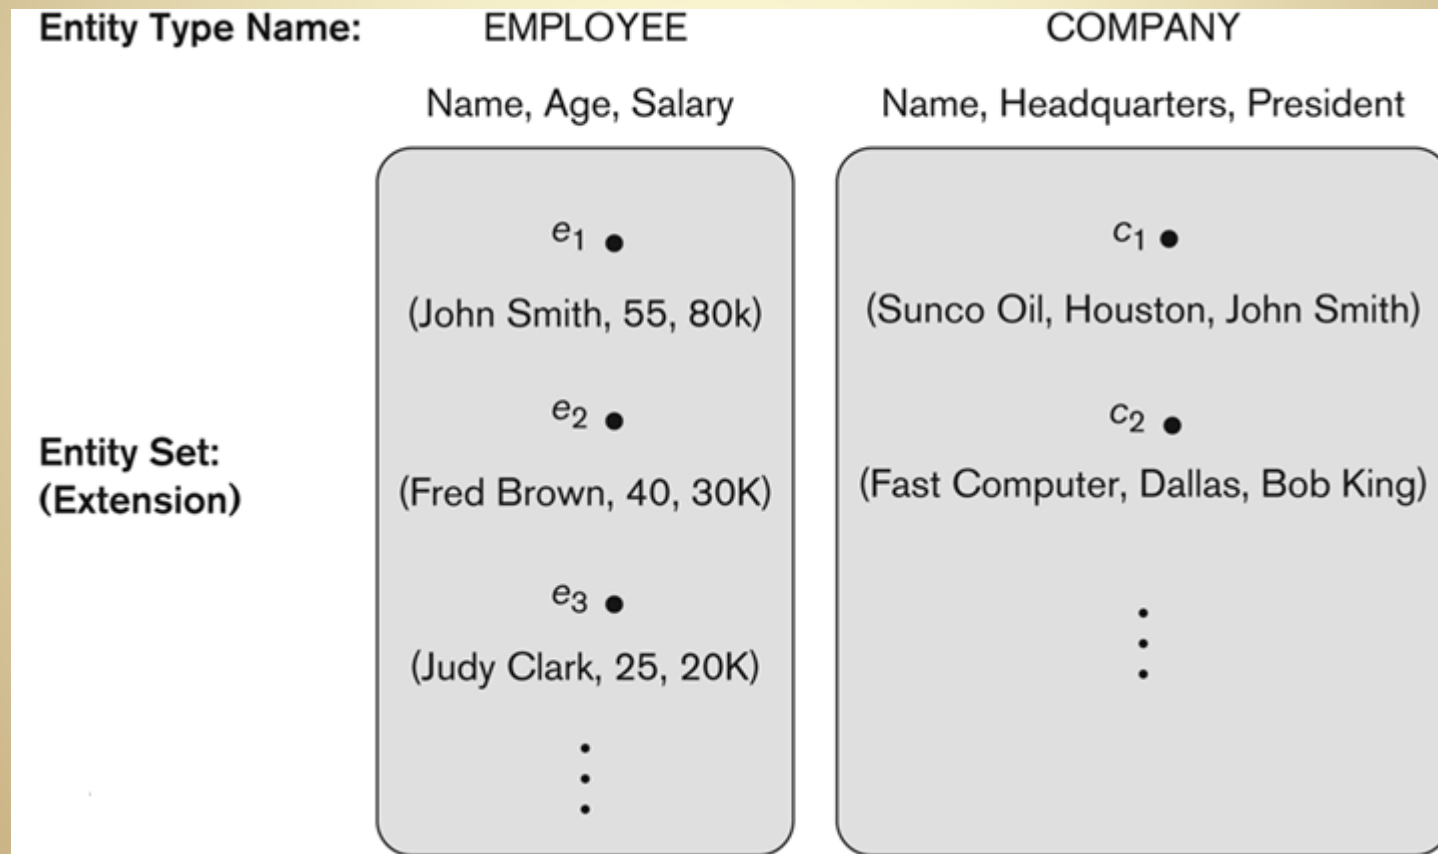 Entity Type Name: EMPLOYEE COMPANY
Name, Age, Salary Name, Headquarters, President
Entity Set:
(Extension)
e1
(John Smith, 55, 80k)
e2
(Fred Brown, 40, 30K)
e3
(Judy Clark, 25, 20K)
c1
(Sunco Oil, Houston, John Smith)
c2
(Fast Computer, Dallas, Bob King)